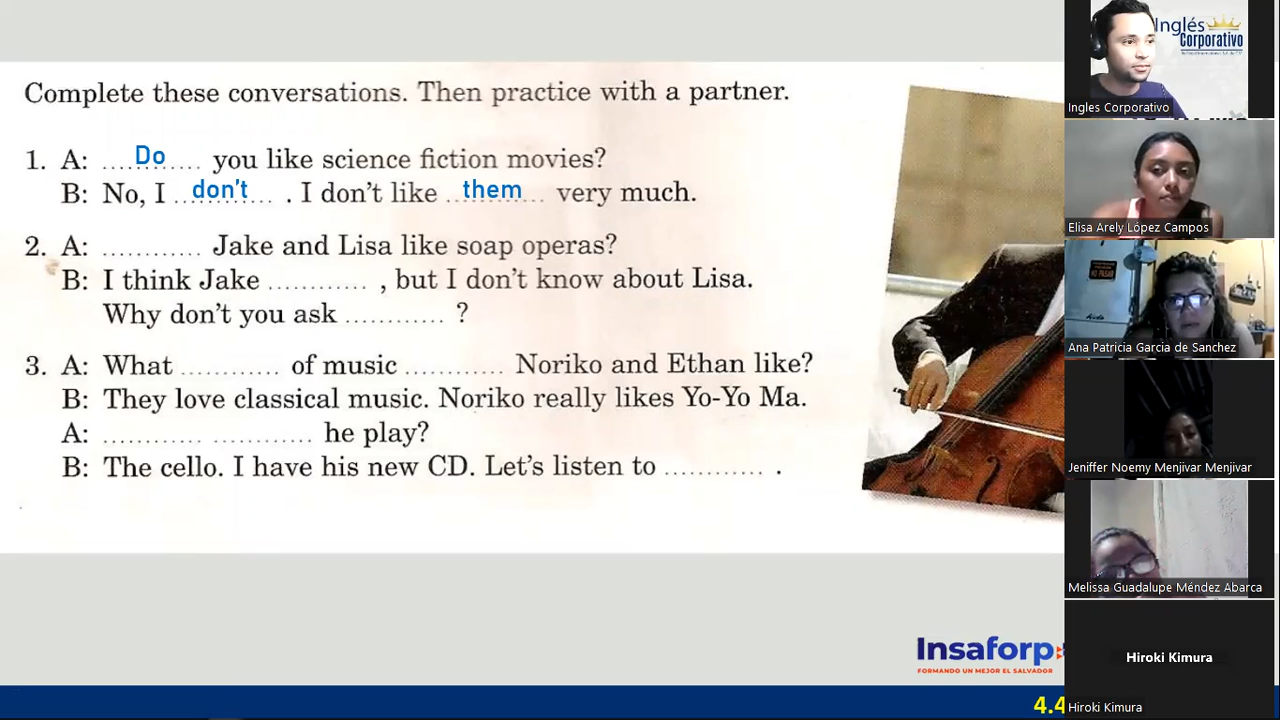 Complete these conversations. Then practice with a partner.
1. A: ....Do.... you like science fiction movies?
B: No, I ..don't.. . I don't like ..them.. very much.
2. A: ............ Jake and Lisa like soap operas?
B: I think Jake ............ , but I don't know about Lisa.
Why don't you ask ............ ?
3. A: What ............ of music ............ Noriko and Ethan like?
B: They love classical music. Noriko really likes Yo-Yo Ma.
A: ............ ............ he play?
B: The cello. I have his new CD. Let's listen to ............ .
Insaforp
FORMANDO UN MEJOR EL SALVADOR
4.4
Inglés
Corporativo
Ingles Corporativo
Elisa Arely López Campos
NO PASAR
Ana Patricia Garcia de Sanchez
Jeniffer Noemy Menjivar Menjivar
Melissa Guadalupe Méndez Abarca
Hiroki Kimura
Hiroki Kimura